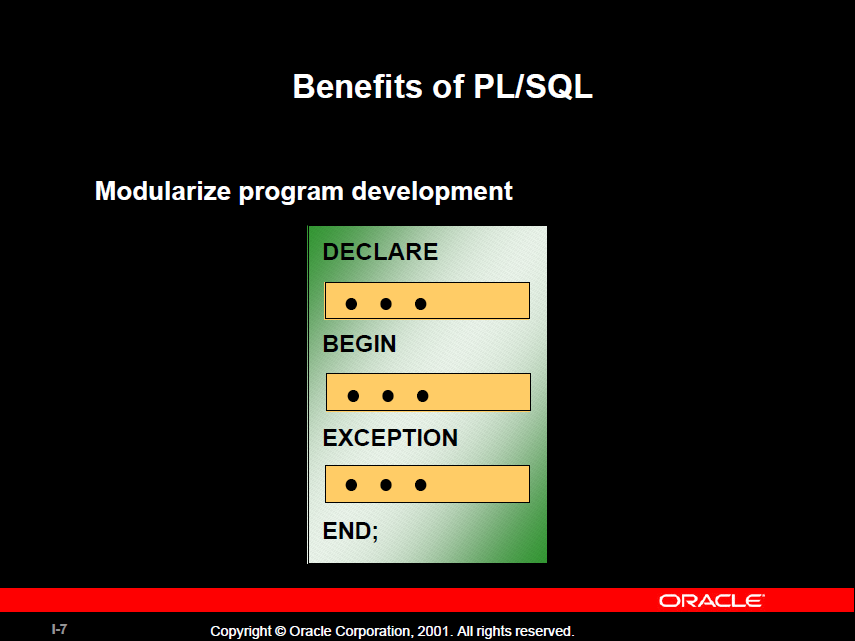 Benefits of PL/SQL
Modularize program development
DECLARE
● ● ●
BEGIN
● ● ●
EXCEPTION
● ● ●
END;
ORACLE®
I-7
Copyright © Oracle Corporation, 2001. All rights reserved.